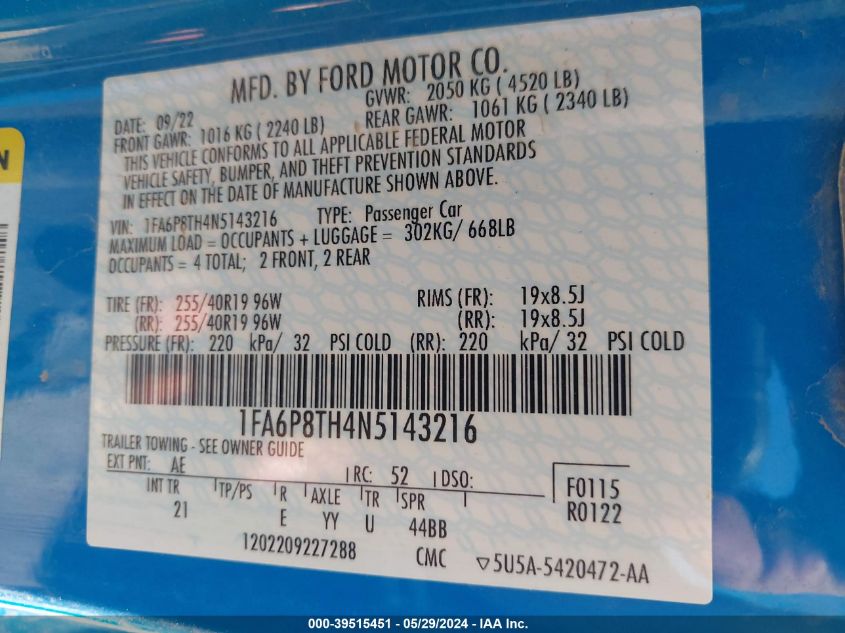 MFD. BY FORD MOTOR CO.
DATE: 09/22 GVWR: 2050 KG ( 4520 LB)
FRONT GAWR: 1016 KG ( 2240 LB) REAR GAWR: 1061 KG ( 2340 LB)
THIS VEHICLE CONFORMS TO ALL APPLICABLE FEDERAL MOTOR
VEHICLE SAFETY, BUMPER, AND THEFT PREVENTION STANDARDS
IN EFFECT ON THE DATE OF MANUFACTURE SHOWN ABOVE.
VIN: 1FA6P8TH4N5143216 TYPE: Passenger Car
MAXIMUM LOAD = OCCUPANTS + LUGGAGE = 302KG/ 668LB
OCCUPANTS = 4 TOTAL; 2 FRONT, 2 REAR
TIRE (FR): 255/40R19 96W RIMS (FR): 19x8.5J
(RR): 255/40R19 96W (RR): 19x8.5J
PRESSURE (FR): 220 kPa/ 32 PSI COLD (RR): 220 kPa/ 32 PSI COLD
1FA6P8TH4N5143216
TRAILER TOWING - SEE OWNER GUIDE
EXT PNT: AE RC: 52 DSO:
INT TR TP/PS R AXLE TR SPR F0115
21 E YY U 44BB R0122
1202209227288 CMC ▽5U5A-5420472-AA
N
000-39515451 - 05/29/2024 - IAA Inc.